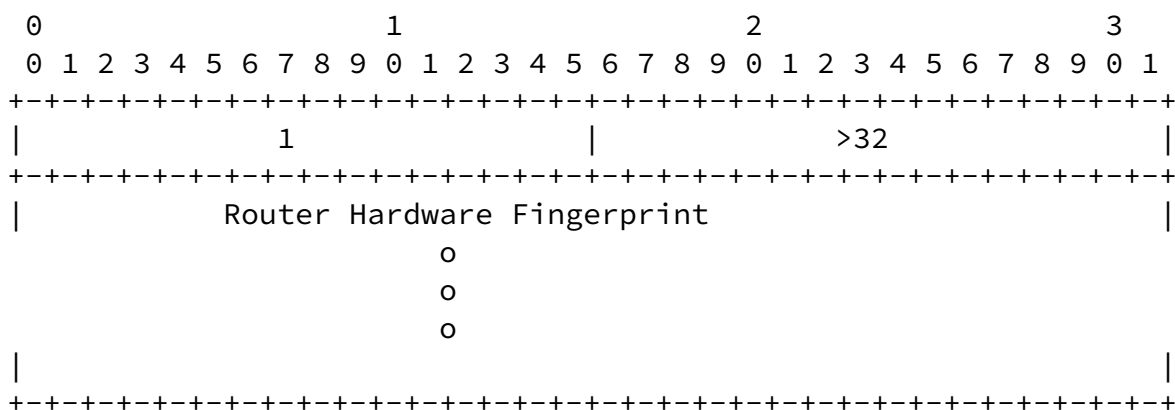 0                   1                   2                   3
 0 1 2 3 4 5 6 7 8 9 0 1 2 3 4 5 6 7 8 9 0 1 2 3 4 5 6 7 8 9 0 1
+-+-+-+-+-+-+-+-+-+-+-+-+-+-+-+-+-+-+-+-+-+-+-+-+-+-+-+-+-+-+-+-+
|              1                |             >32               |
+-+-+-+-+-+-+-+-+-+-+-+-+-+-+-+-+-+-+-+-+-+-+-+-+-+-+-+-+-+-+-+-+
|           Router Hardware Fingerprint                         |
                        o
                        o
                        o
|                                                               |
+-+-+-+-+-+-+-+-+-+-+-+-+-+-+-+-+-+-+-+-+-+-+-+-+-+-+-+-+-+-+-+-+